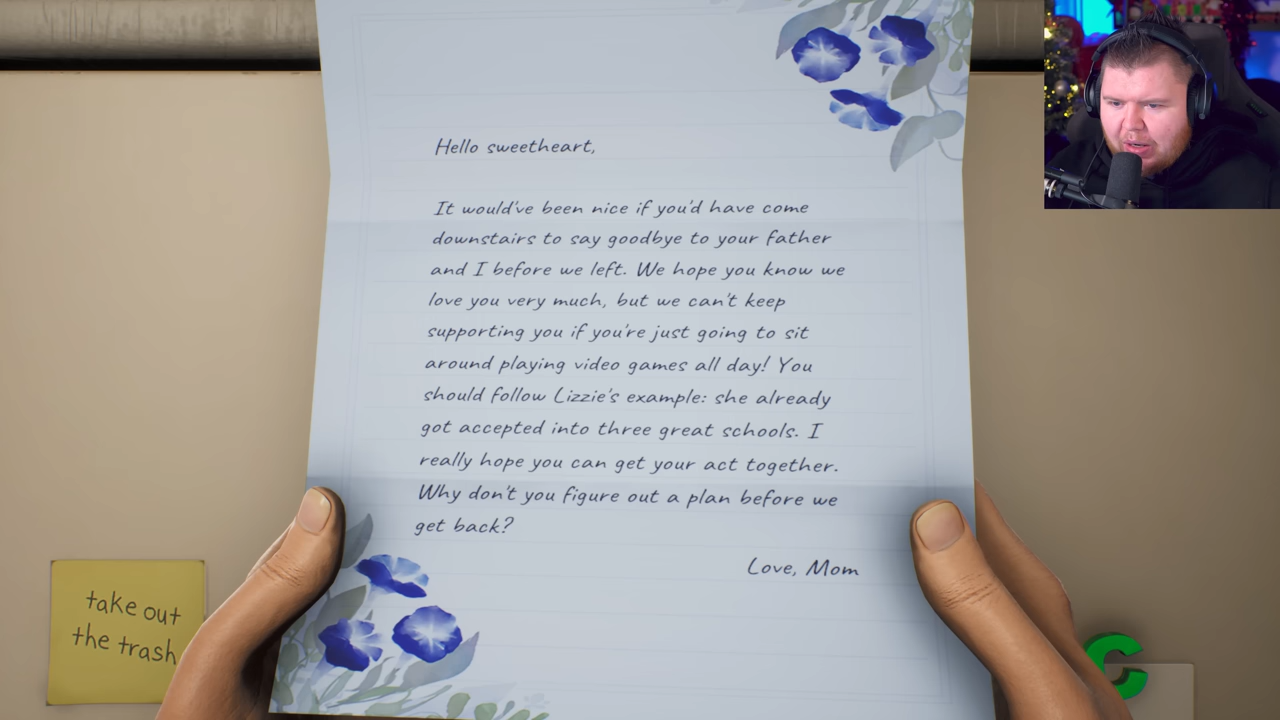 Hello sweetheart,
It would've been nice if you'd have come
downstairs to say goodbye to your father
and I before we left. We hope you know we
love you very much, but we can't keep
supporting you if you're just going to sit
around playing video games all day! You
should follow Lizzie's example: she already
got accepted into three great schools. I
really hope you can get your act together.
Why don't you figure out a plan before we
get back?
Love, Mom
take out
the trash
C